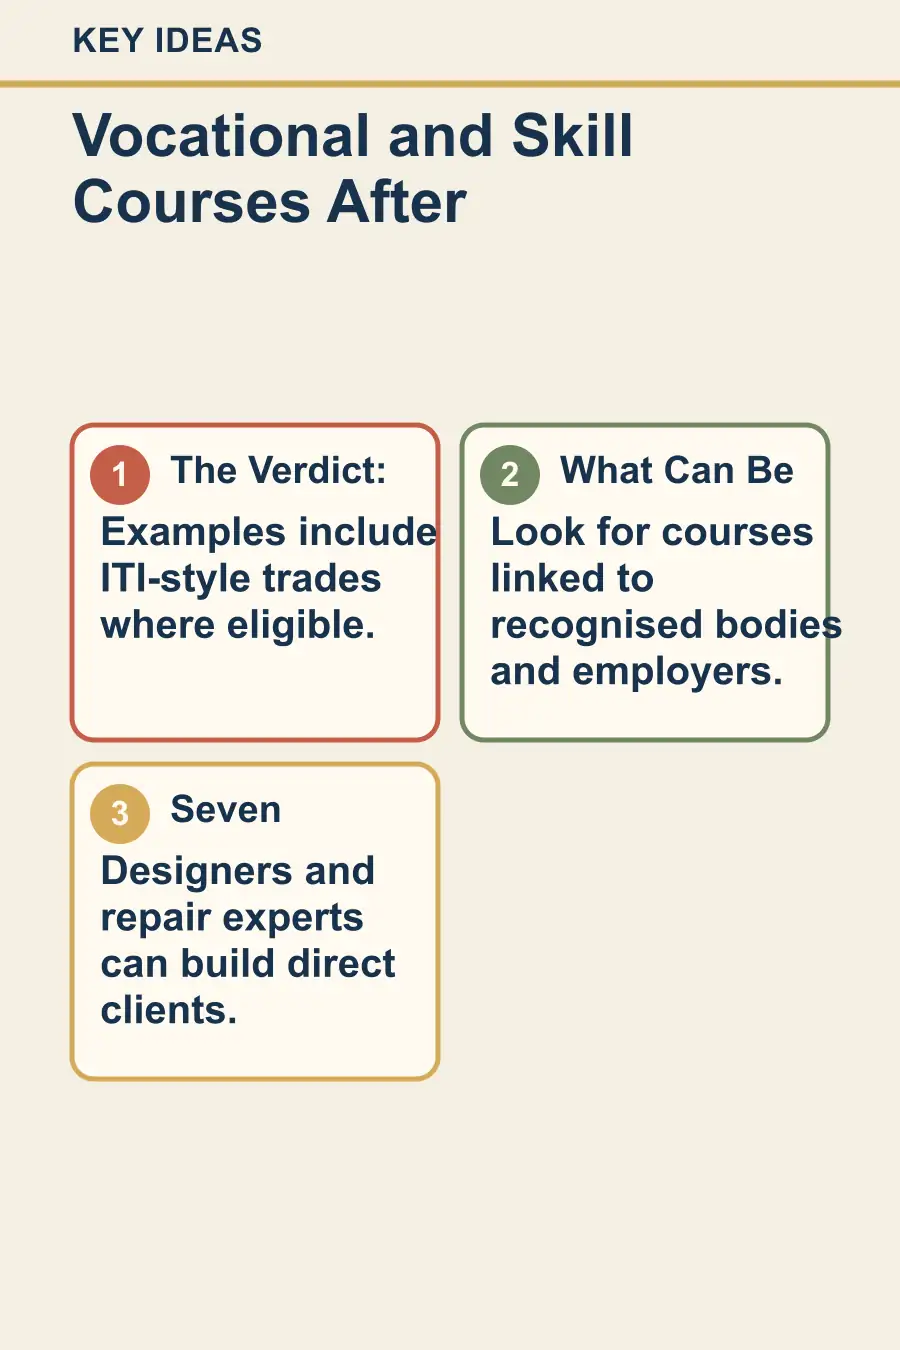 KEY IDEAS
Vocational and Skill
Courses After
1 The Verdict:
Examples include
ITI-style trades
where eligible.
2 What Can Be
Look for courses
linked to
recognised bodies
and employers.
3 Seven
Designers and
repair experts
can build direct
clients.